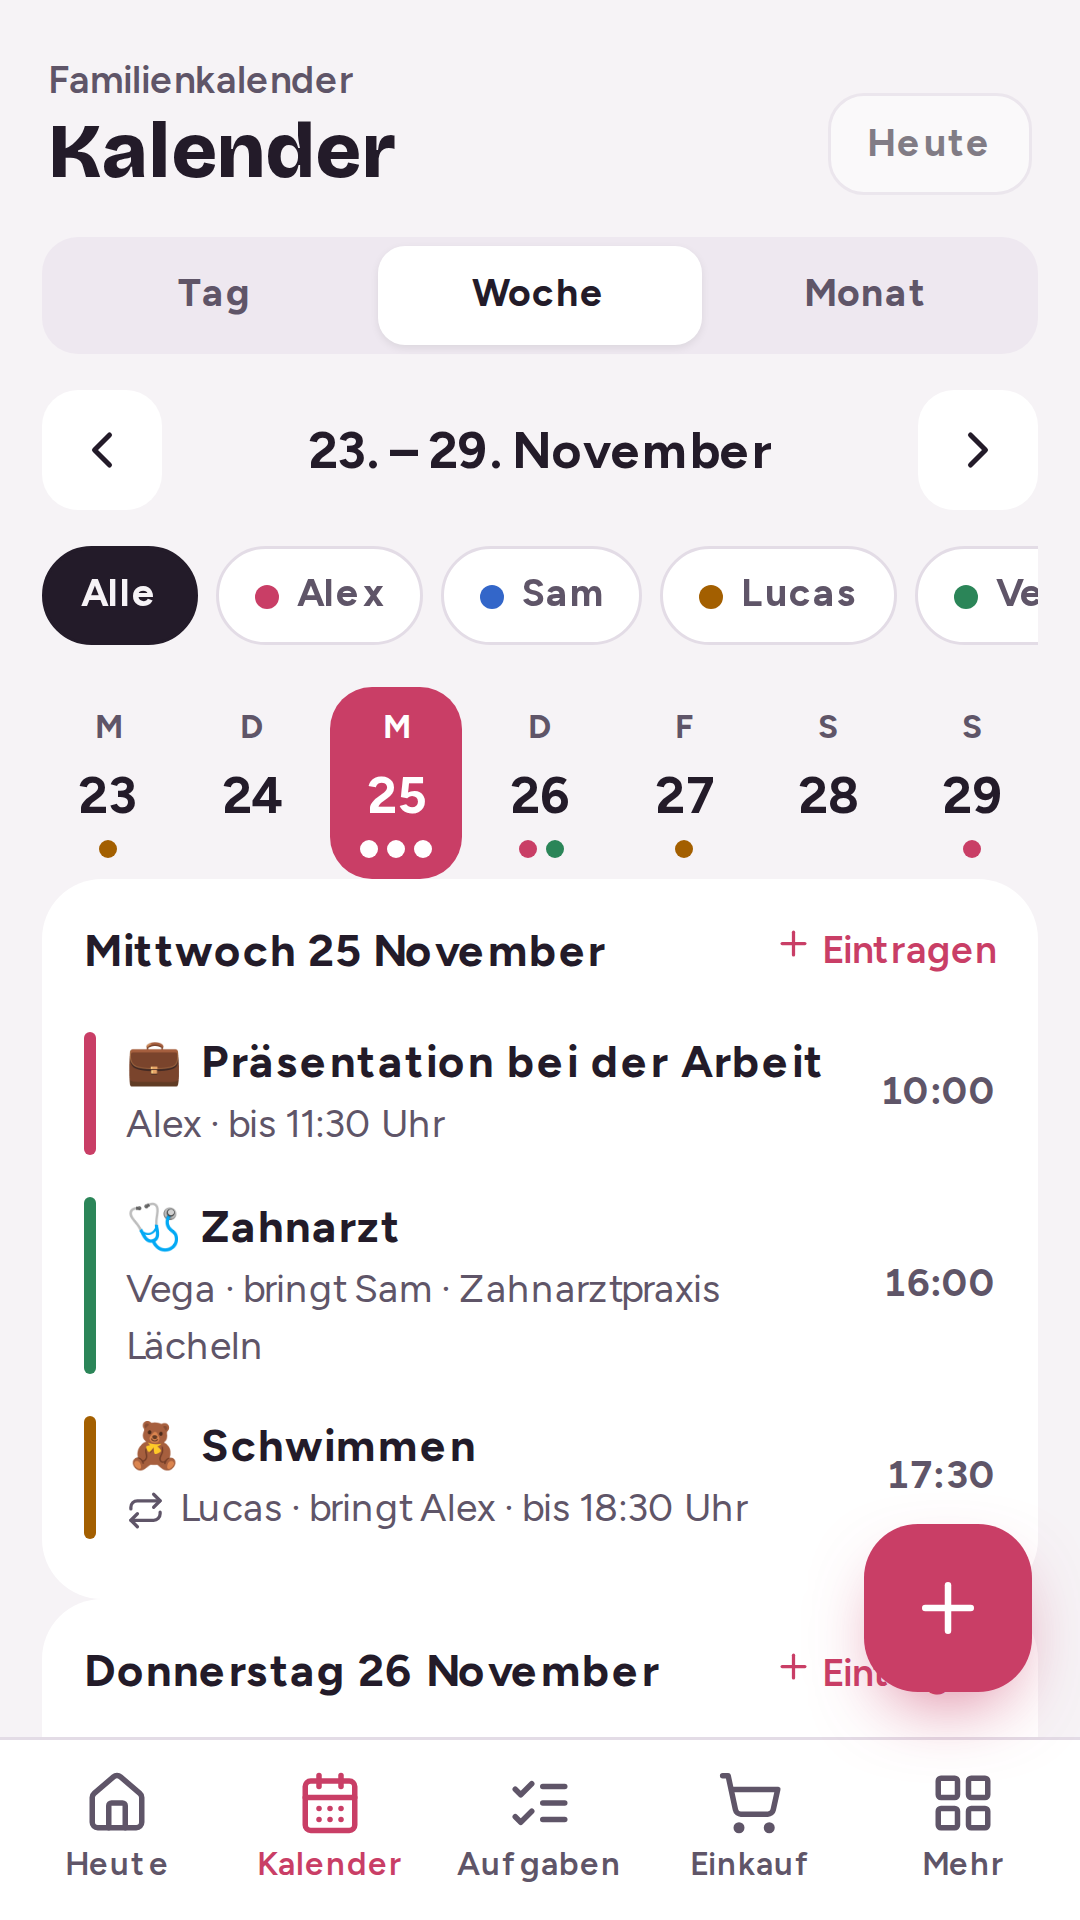 Familienkalender
Kalender
Heute
Tag Woche Monat
23. – 29. November
Alle Alex Sam Lucas Ve
M D M D F S S
23 24 25 26 27 28 29
Mittwoch 25 November + Eintragen
Präsentation bei der Arbeit
10:00
Alex · bis 11:30 Uhr
Zahnarzt
Vega · bringt Sam · Zahnarztpraxis
16:00
Lächeln
Schwimmen
17:30
Lucas · bringt Alex · bis 18:30 Uhr
Donnerstag 26 November +
Heute Kalender Aufgaben Einkauf Mehr